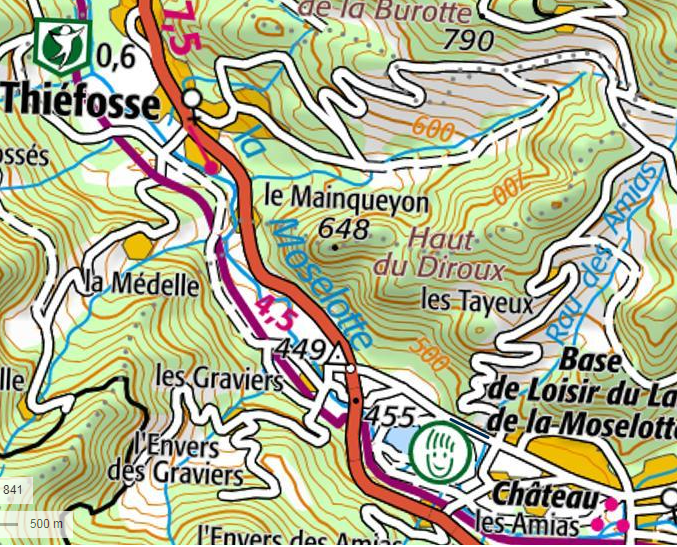 de la Burotte
790
7,5
0,6
Thiéfosse
600
la
ossés
700
le Mainqueyon
648
Moselotte
Haut
du Diroux
Rau des Amias
la Médelle
les Tayeux
4,5
449
500
Base
de Loisir du La
de la Moselotte
lle
les Graviers
455
l'Envers
des Graviers
841
Château
500 m
les Amias
l'Envers des Amias